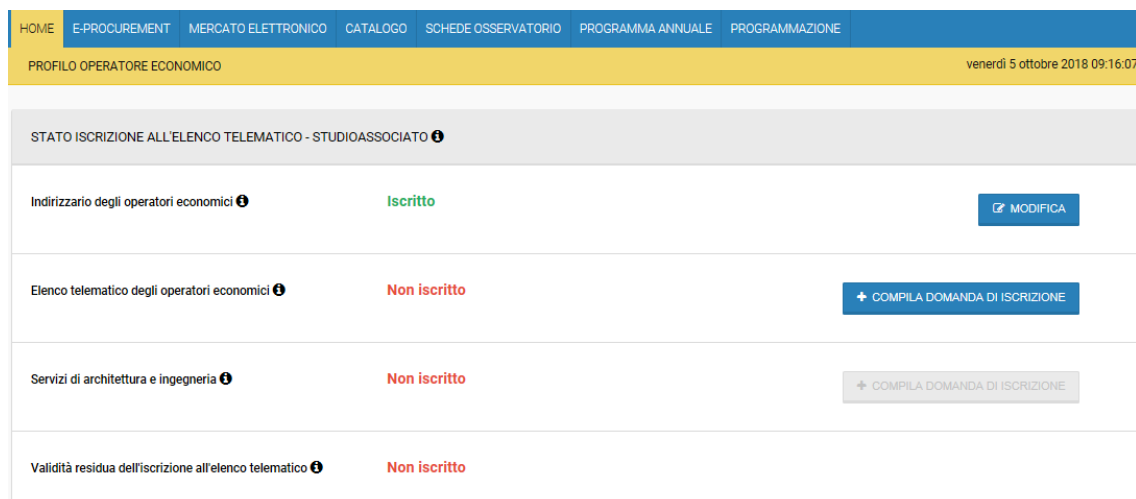 HOME E-PROCUREMENT MERCATO ELETTRONICO CATALOGO SCHEDE OSSERVATORIO PROGRAMMA ANNUALE PROGRAMMAZIONE
PROFILO OPERATORE ECONOMICO venerdì 5 ottobre 2018 09:16:07
STATO ISCRIZIONE ALL'ELENCO TELEMATICO - STUDIOASSOCIATO
Indirizzario degli operatori economici Iscritto MODIFICA
Elenco telematico degli operatori economici Non iscritto + COMPILA DOMANDA DI ISCRIZIONE
Servizi di architettura e ingegneria Non iscritto + COMPILA DOMANDA DI ISCRIZIONE
Validità residua dell'iscrizione all'elenco telematico Non iscritto